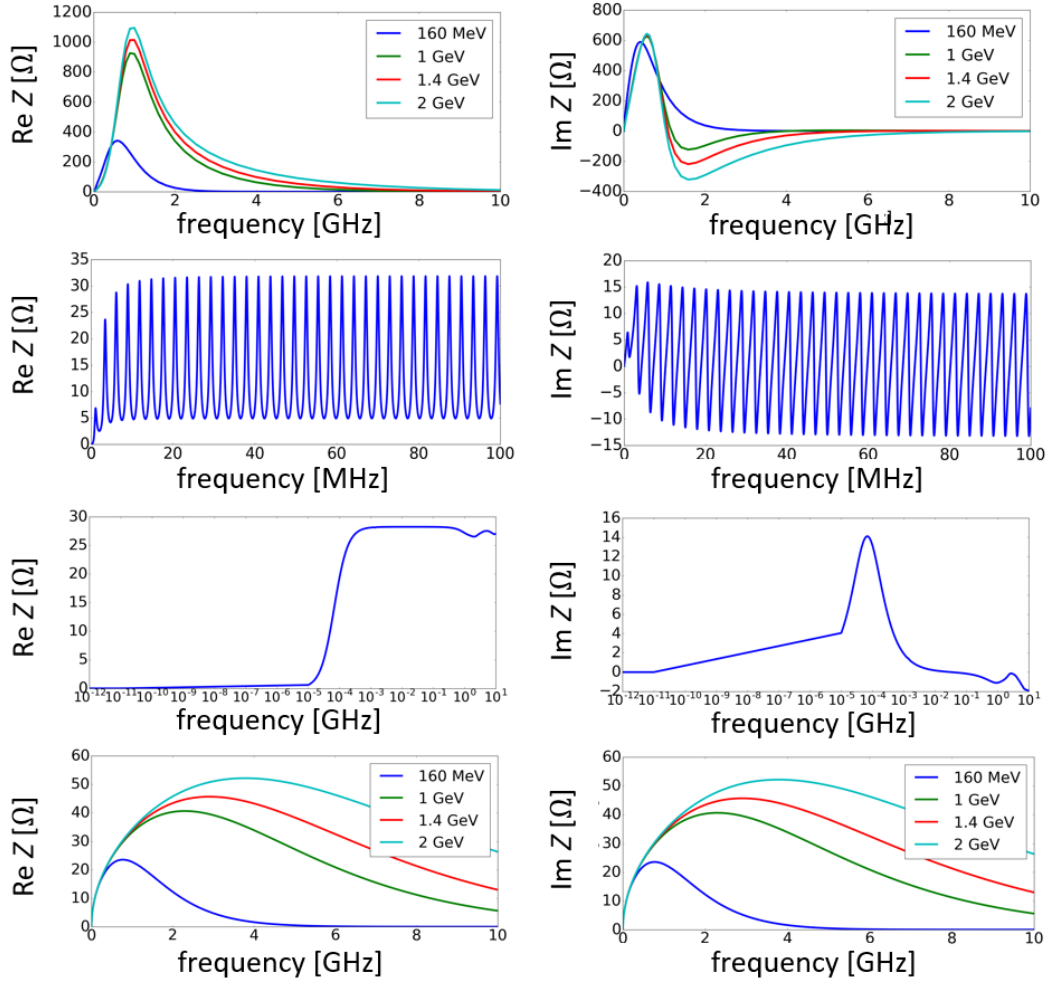 Re Z [Ω]
1200
1000
800
600
400
200
0
0 2 4 6 8 10
frequency [GHz]
160 MeV
1 GeV
1.4 GeV
2 GeV
Im Z [Ω]
800
600
400
200
0
−200
−400
0 2 4 6 8 10
frequency [GHz]
160 MeV
1 GeV
1.4 GeV
2 GeV
Re Z [Ω]
35
30
25
20
15
10
5
0
0 20 40 60 80 100
frequency [MHz]
Im Z [Ω]
20
15
10
5
0
−5
−10
−15
0 20 40 60 80 100
frequency [MHz]
Re Z [Ω]
30
25
20
15
10
5
0
10⁻¹² 10⁻¹¹ 10⁻¹⁰ 10⁻⁹ 10⁻⁸ 10⁻⁷ 10⁻⁶ 10⁻⁵ 10⁻⁴ 10⁻³ 10⁻² 10⁻¹ 10⁰ 10¹
frequency [GHz]
Im Z [Ω]
16
14
12
10
8
6
4
2
0
−2
10⁻¹² 10⁻¹¹ 10⁻¹⁰ 10⁻⁹ 10⁻⁸ 10⁻⁷ 10⁻⁶ 10⁻⁵ 10⁻⁴ 10⁻³ 10⁻² 10⁻¹ 10⁰ 10¹
frequency [GHz]
Re Z [Ω]
60
50
40
30
20
10
0
0 2 4 6 8 10
frequency [GHz]
160 MeV
1 GeV
1.4 GeV
2 GeV
Im Z [Ω]
60
50
40
30
20
10
0
0 2 4 6 8 10
frequency [GHz]
160 MeV
1 GeV
1.4 GeV
2 GeV